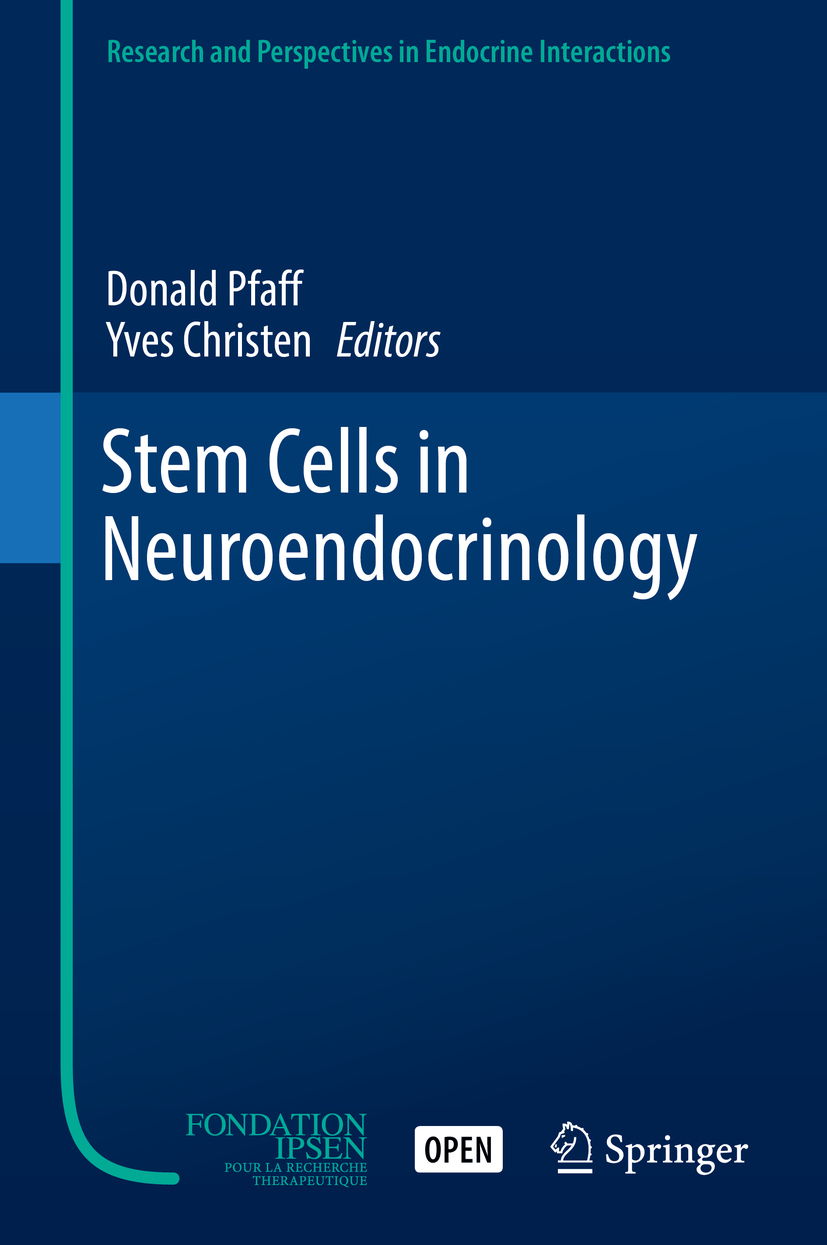 Research and Perspectives in Endocrine Interactions
Donald Pfaff
Yves Christen Editors
Stem Cells in
Neuroendocrinology
FONDATION
IPSEN
POUR LA RECHERCHE
THERAPEUTIQUE
OPEN
Springer